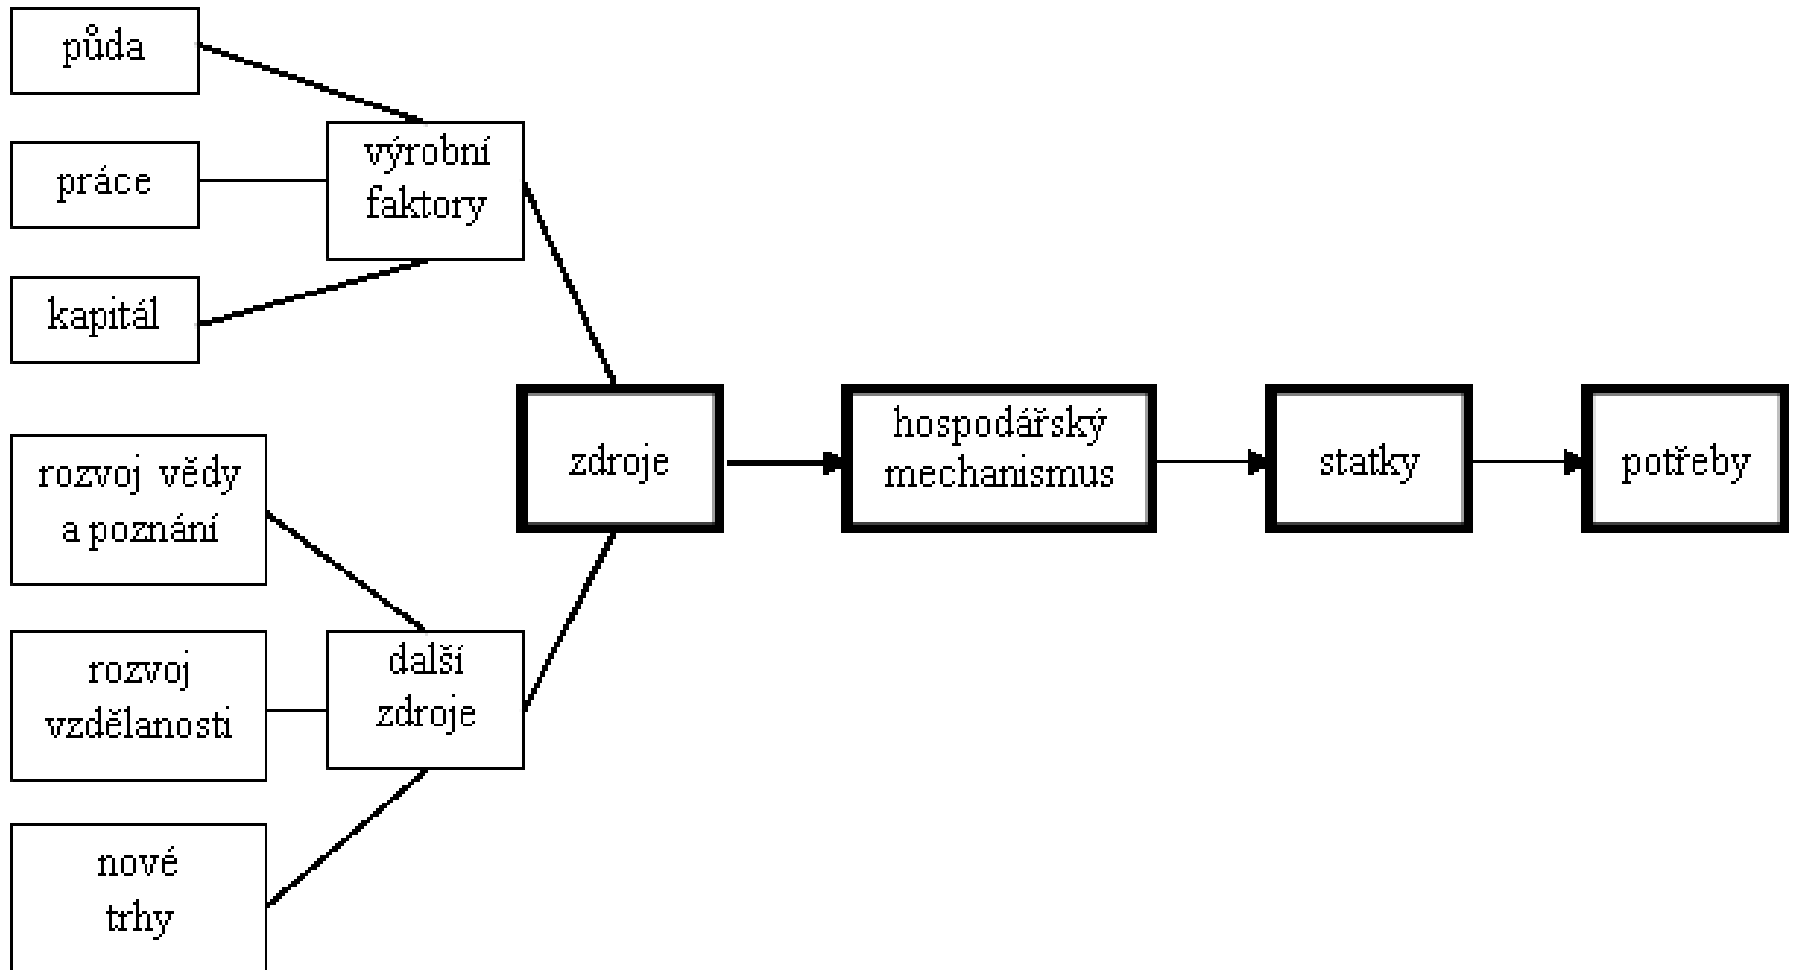 půda
práce
kapitál
výrobní
faktory
rozvoj vědy
a poznání
rozvoj
vzdělanosti
nové
trhy
další
zdroje
zdroje
hospodářský
mechanismus
statky
potřeby